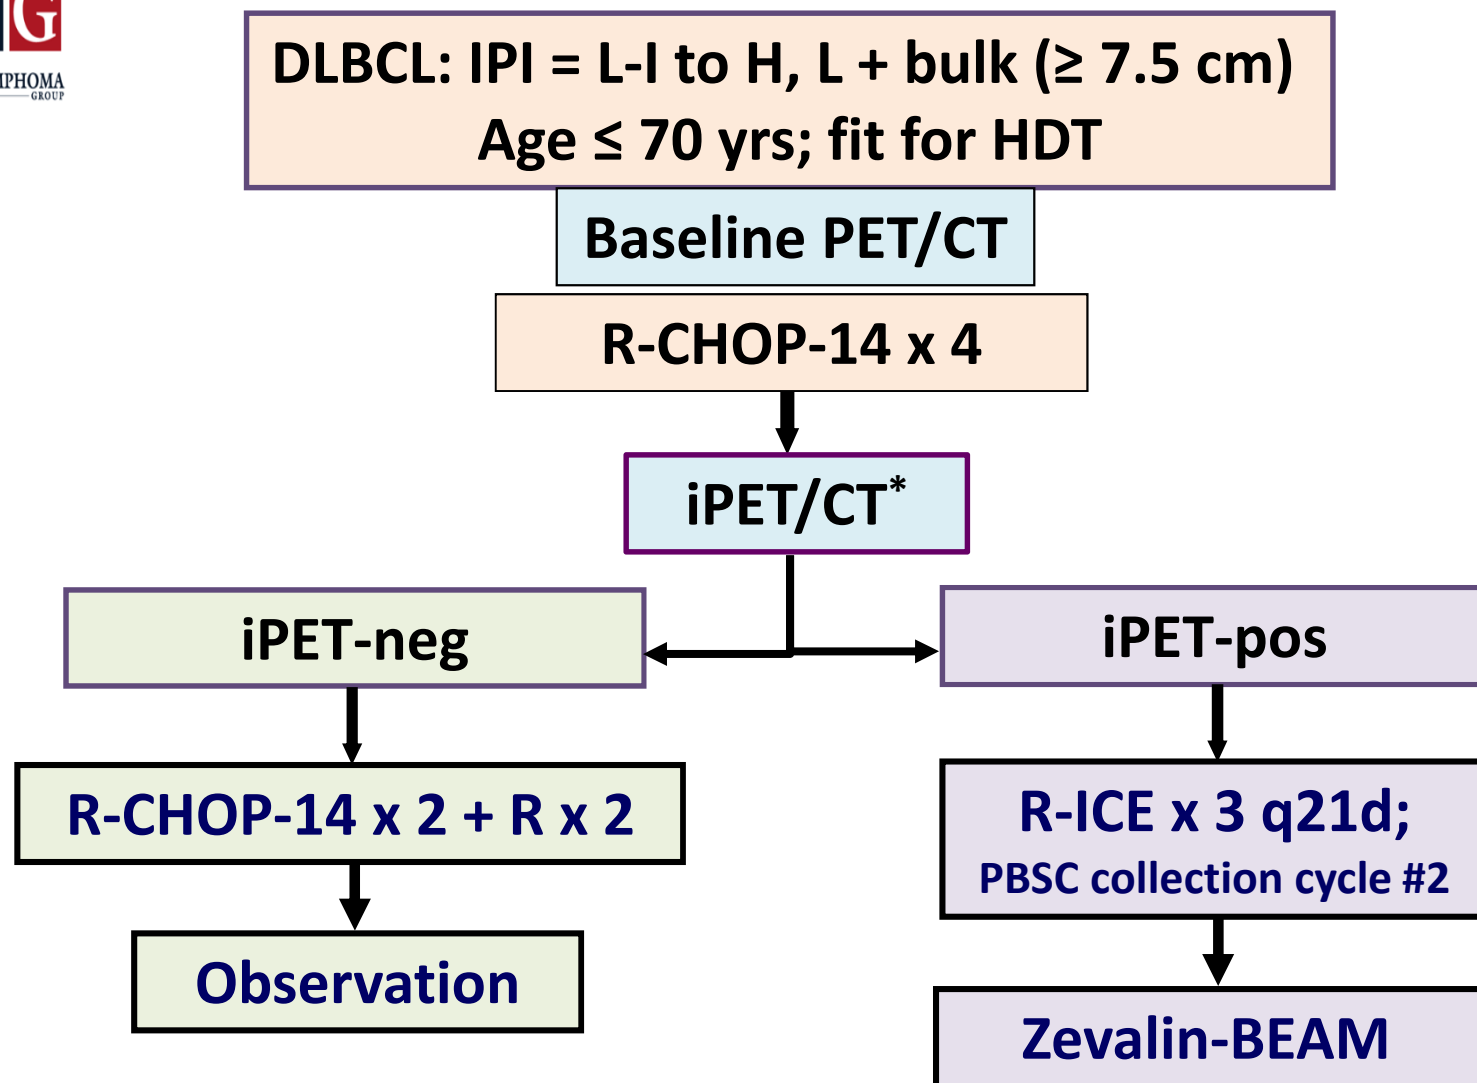 G
MPHOMA
GROUP
DLBCL: IPI = L-I to H, L + bulk (≥ 7.5 cm)
Age ≤ 70 yrs; fit for HDT
Baseline PET/CT
R-CHOP-14 x 4
iPET/CT*
iPET-neg
iPET-pos
R-CHOP-14 x 2 + R x 2
R-ICE x 3 q21d;
PBSC collection cycle #2
Observation
Zevalin-BEAM